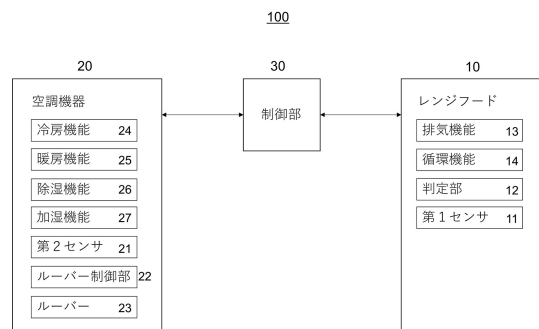 100
20
30
10
空調機器
冷房機能 24
暖房機能 25
除湿機能 26
加湿機能 27
第２センサ 21
ルーバー制御部 22
ルーバー 23
制御部
レンジフード
排気機能 13
循環機能 14
判定部 12
第１センサ 11